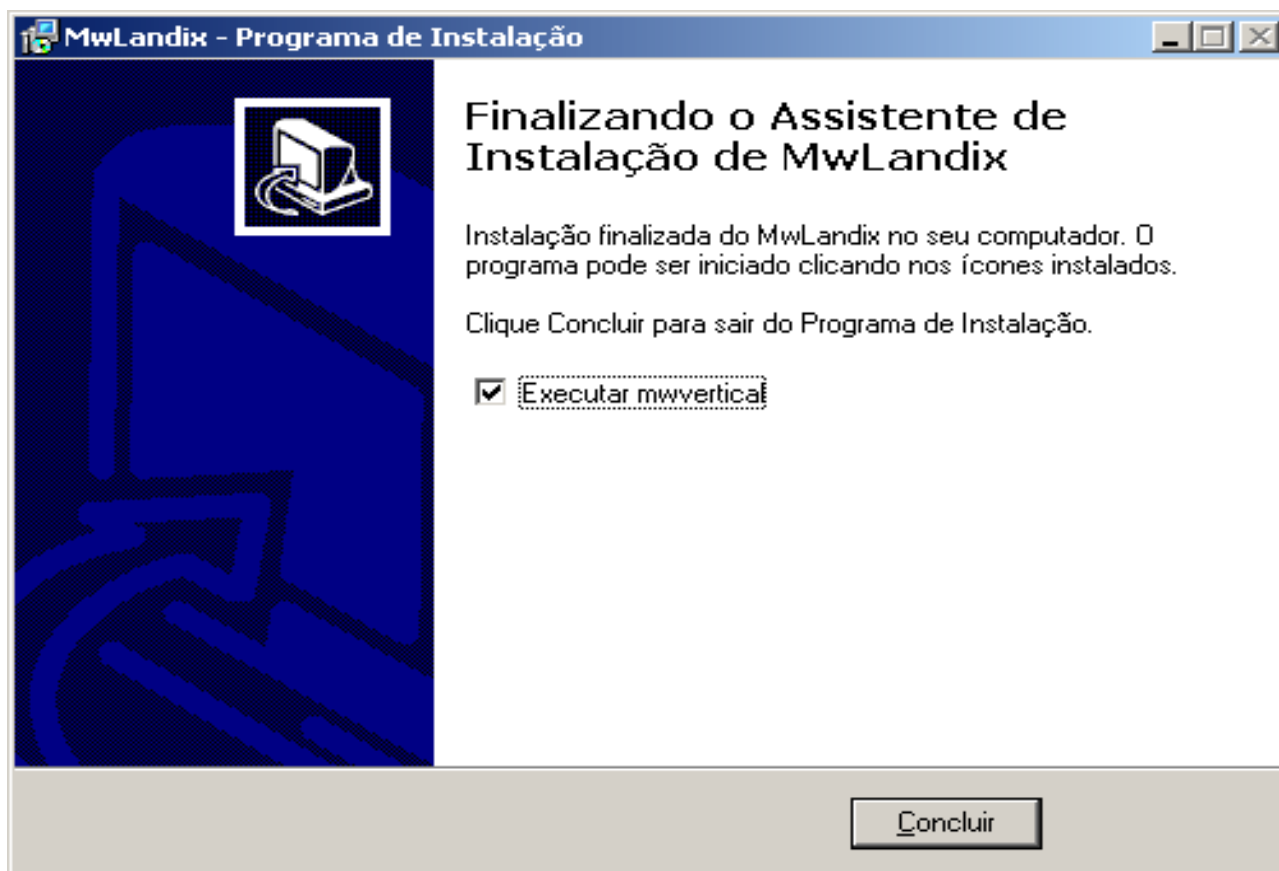 MwLandix - Programa de Instalação
Finalizando o Assistente de
Instalação de MwLandix
Instalação finalizada do MwLandix no seu computador. O
programa pode ser iniciado clicando nos ícones instalados.
Clique Concluir para sair do Programa de Instalação.
Executar mwvertical
Concluir